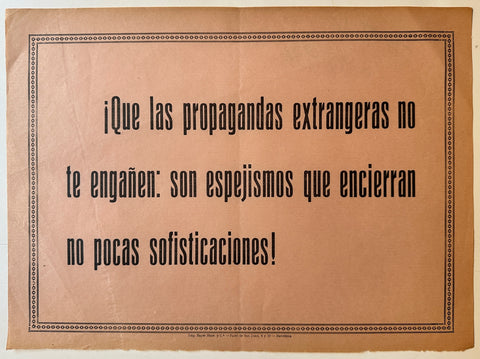 ¡Que las propagandas extrangeras no
te engañen: son espejismos que encierran
no pocas sofisticaciones!